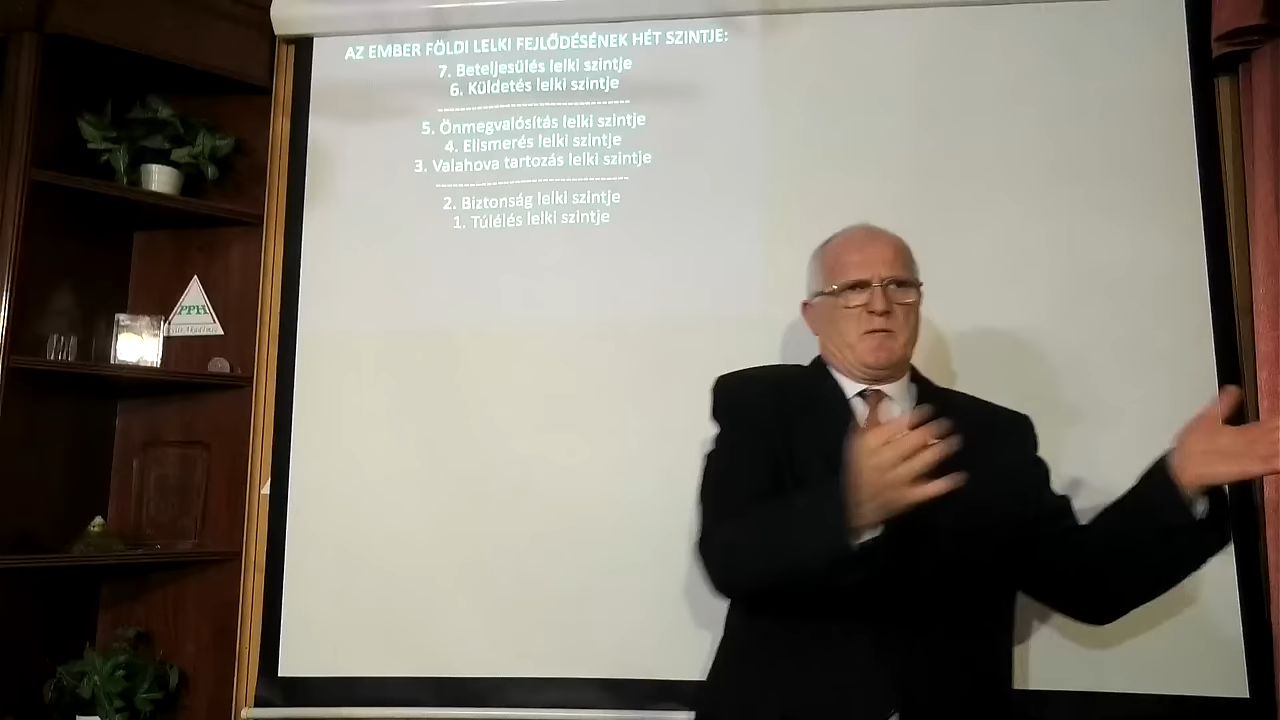 AZ EMBER FÖLDI LELKI FEJLŐDÉSÉNEK HÉT SZINTJE:
7. Beteljesülés lelki szintje
6. Küldetés lelki szintje
--------------------------------
5. Önmegvalósítás lelki szintje
4. Elismerés lelki szintje
3. Valahova tartozás lelki szintje
--------------------------------
2. Biztonság lelki szintje
1. Túlélés lelki szintje
PPH